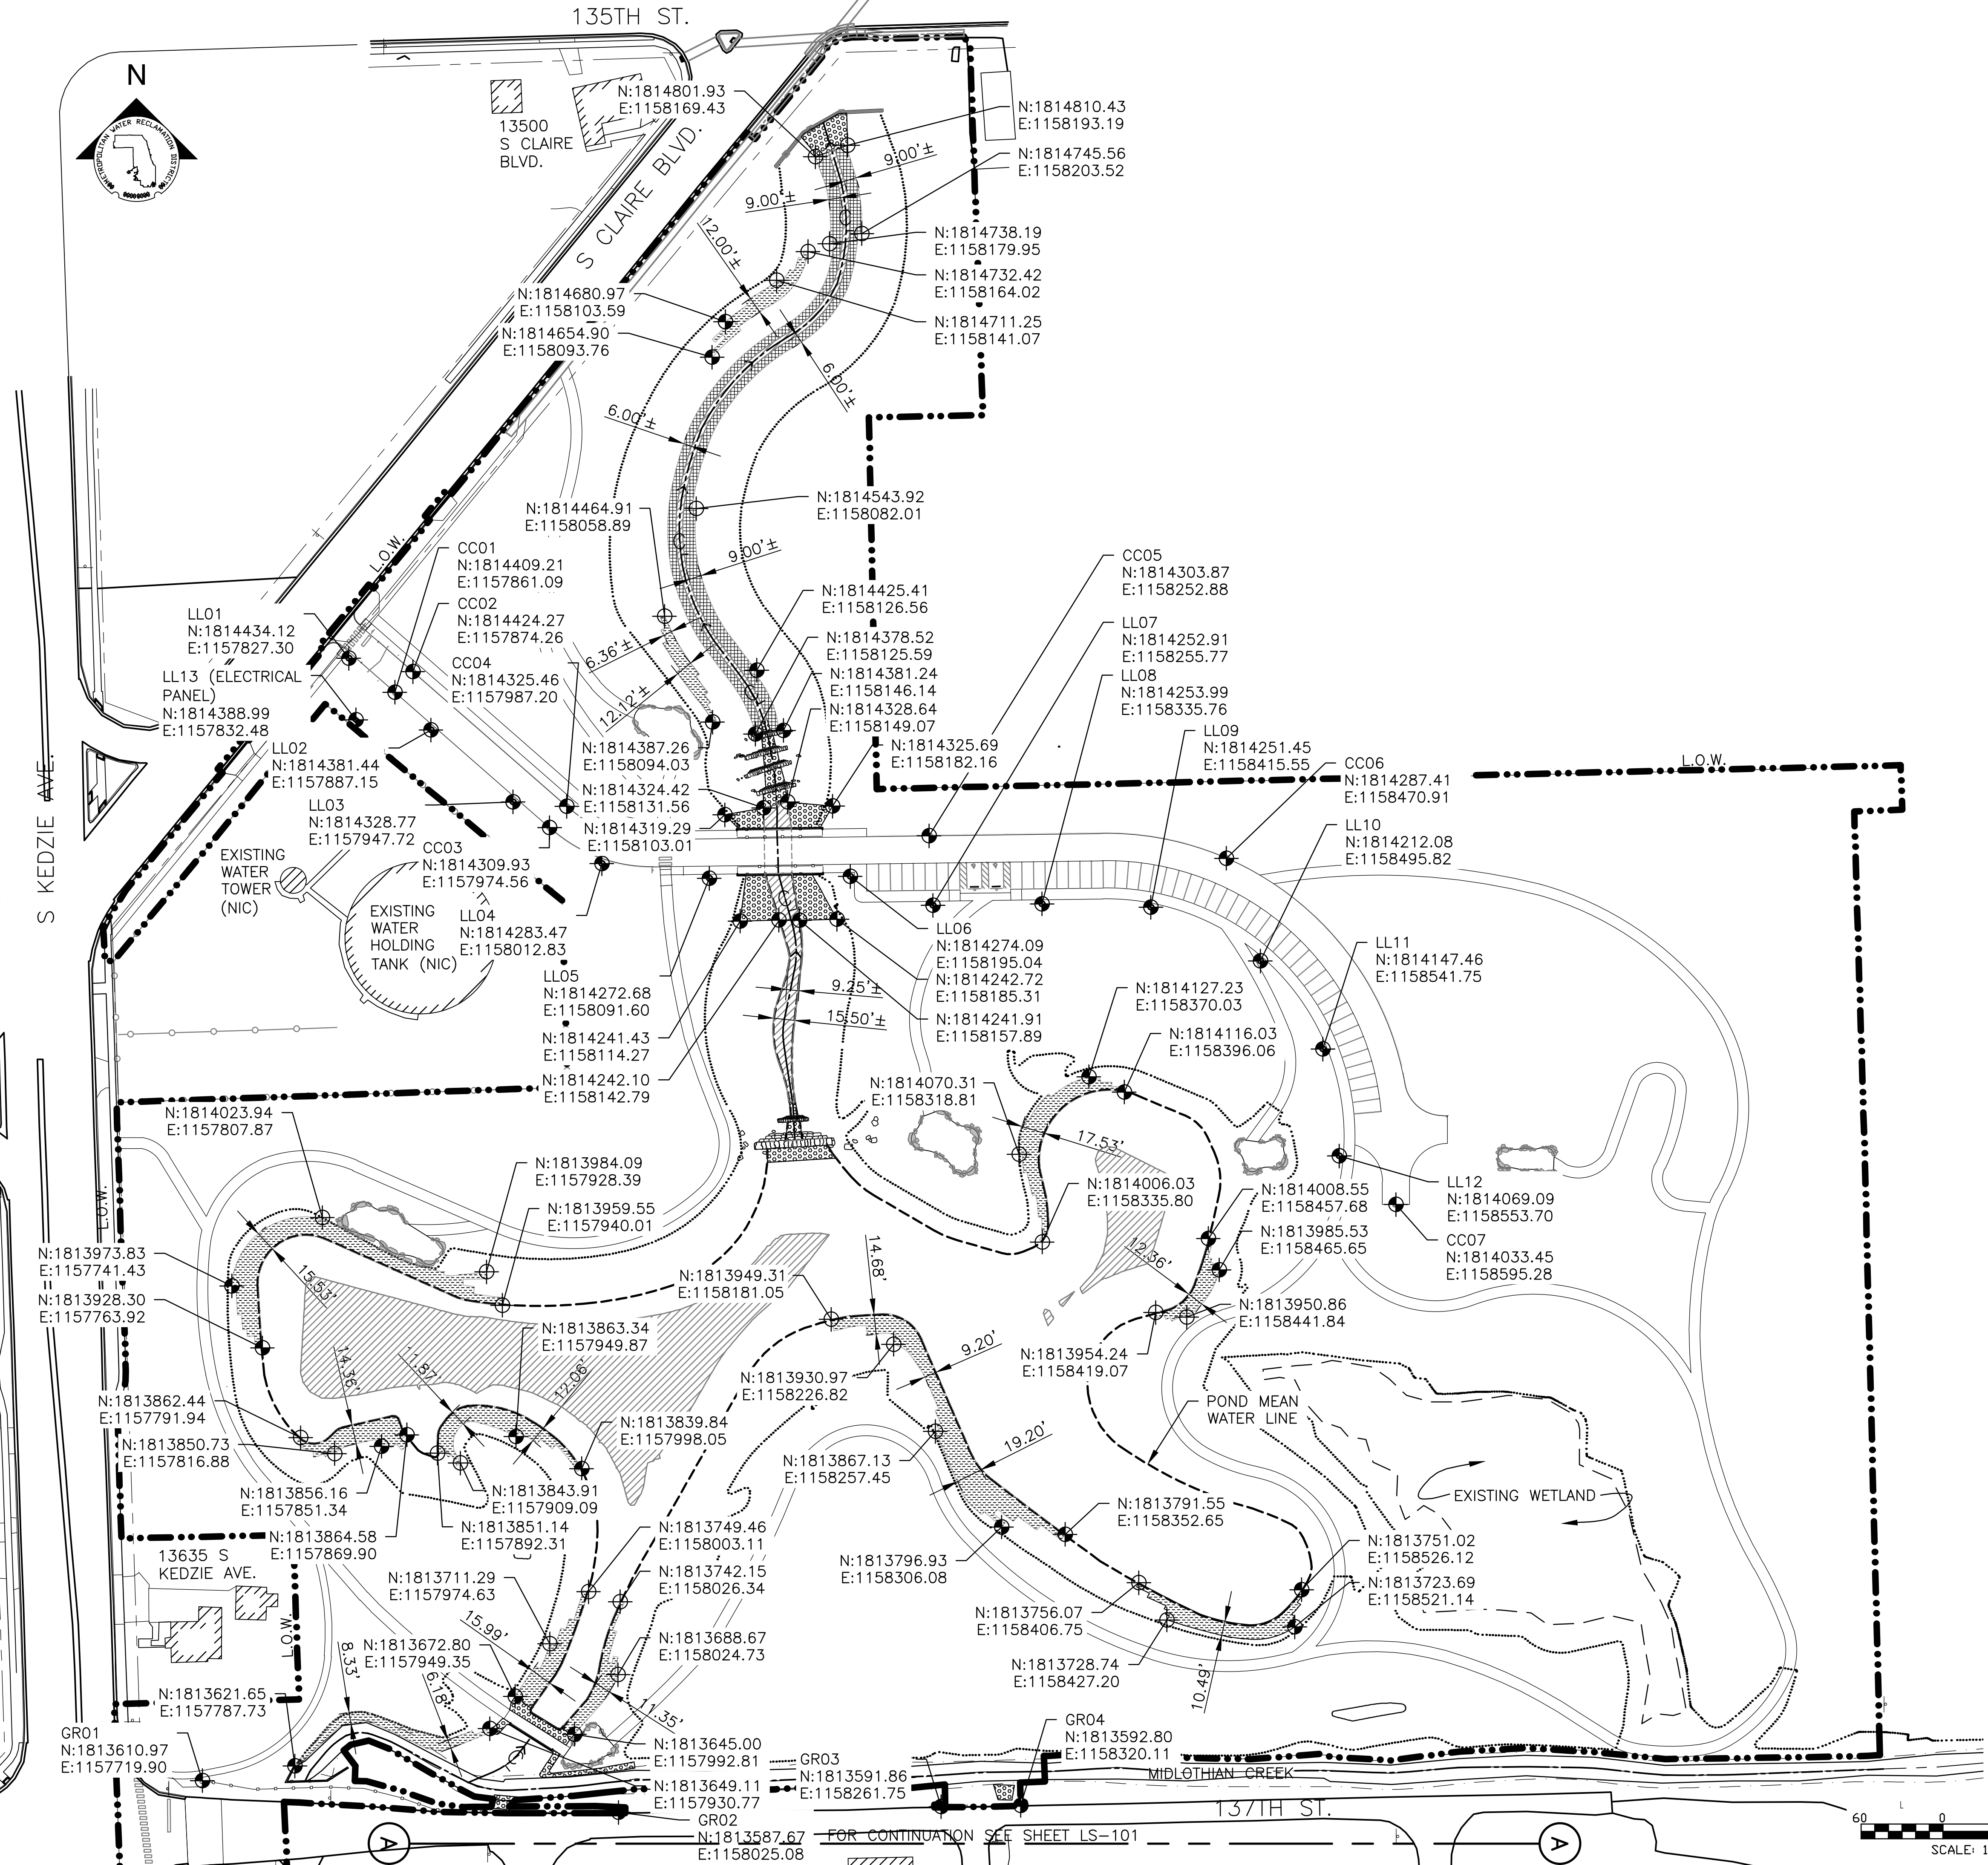 135TH ST.
N
METROPOLITAN WATER RECLAMATION DISTRICT
13500
S CLAIRE
BLVD.
S CLAIRE BLVD.
N:1814801.93
E:1158169.43
N:1814810.43
E:1158193.19
N:1814745.56
E:1158203.52
9.00'±
9.00'±
12.00'±
N:1814738.19
E:1158179.95
N:1814732.42
E:1158164.02
N:1814711.25
E:1158141.07
N:1814680.97
E:1158103.59
N:1814654.90
E:1158093.76
6.00'±
6.00'±
N:1814464.91
E:1158058.89
N:1814543.92
E:1158082.01
9.00'±
L.O.W.
CC01
N:1814409.21
E:1157861.09
CC02
N:1814424.27
E:1157874.26
CC04
N:1814325.46
E:1157987.20
CC05
N:1814303.87
E:1158252.88
LL07
N:1814252.91
E:1158255.77
LL08
N:1814253.99
E:1158335.76
LL09
N:1814251.45
E:1158415.55
CC06
N:1814287.41
E:1158470.91
L.O.W.
LL10
N:1814212.08
E:1158495.82
LL11
N:1814147.46
E:1158541.75
N:1814425.41
E:1158126.56
N:1814378.52
E:1158125.59
N:1814381.24
E:1158146.14
N:1814328.64
E:1158149.07
N:1814325.69
E:1158182.16
LL01
N:1814434.12
E:1157827.30
LL13 (ELECTRICAL
PANEL)
N:1814388.99
E:1157832.48
LL02
N:1814381.44
E:1157887.15
LL03
N:1814328.77
E:1157947.72
CC03
N:1814309.93
E:1157974.56
LL04
N:1814283.47
E:1158012.83
6.36'±
12.12'±
N:1814387.26
E:1158094.03
N:1814324.42
E:1158131.56
N:1814319.29
E:1158103.01
S KEDZIE AVE.
EXISTING
WATER
TOWER
(NIC)
EXISTING
WATER
HOLDING
TANK (NIC)
LL05
N:1814272.68
E:1158091.60
N:1814241.43
E:1158114.27
N:1814242.10
E:1158142.79
LL06
N:1814274.09
E:1158195.04
N:1814242.72
E:1158185.31
N:1814241.91
E:1158157.89
9.25'±
15.50'±
N:1814127.23
E:1158370.03
N:1814116.03
E:1158396.06
N:1814070.31
E:1158318.81
17.53'
N:1814006.03
E:1158335.80
N:1814008.55
E:1158457.68
N:1813985.53
E:1158465.65
12.36'
N:1813950.86
E:1158441.84
N:1813954.24
E:1158419.07
LL12
N:1814069.09
E:1158553.70
CC07
N:1814033.45
E:1158595.28
N:1814023.94
E:1157807.87
N:1813984.09
E:1157928.39
N:1813959.55
E:1157940.01
L.O.W.
N:1813973.83
E:1157741.43
N:1813928.30
E:1157763.92
15.53'
N:1813949.31
E:1158181.05
14.68'
N:1813930.97
E:1158226.82
9.20'
N:1813863.34
E:1157949.87
14.36'
11.87'
12.06'
N:1813862.44
E:1157791.94
N:1813850.73
E:1157816.88
N:1813839.84
E:1157998.05
N:1813867.13
E:1158257.45
19.20'
POND MEAN
WATER LINE
EXISTING WETLAND
N:1813856.16
E:1157851.34
N:1813843.91
E:1157909.09
N:1813864.58
E:1157869.90
N:1813851.14
E:1157892.31
N:1813791.55
E:1158352.65
N:1813796.93
E:1158306.08
N:1813749.46
E:1158003.11
N:1813742.15
E:1158026.34
N:1813751.02
E:1158526.12
N:1813723.69
E:1158521.14
13635 S
KEDZIE AVE.
N:1813711.29
E:1157974.63
N:1813756.07
E:1158406.75
N:1813728.74
E:1158427.20
10.49'
L.O.W.
8.33'
N:1813672.80
E:1157949.35
15.99'
6.18'
N:1813688.67
E:1158024.73
11.35'
N:1813621.65
E:1157787.73
GR01
N:1813610.97
E:1157719.90
N:1813645.00
E:1157992.81
N:1813649.11
E:1157930.77
GR03
N:1813591.86
E:1158261.75
GR04
N:1813592.80
E:1158320.11
MIDLOTHIAN CREEK
137TH ST.
GR02
N:1813587.67
E:1158025.08
FOR CONTINUATION SEE SHEET LS-101
A
A
60
0
SCALE: 1